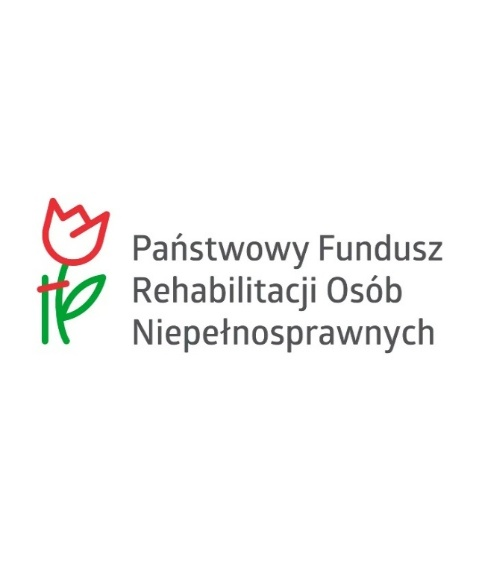 Państwowy Fundusz
Rehabilitacji Osób
Niepełnosprawnych